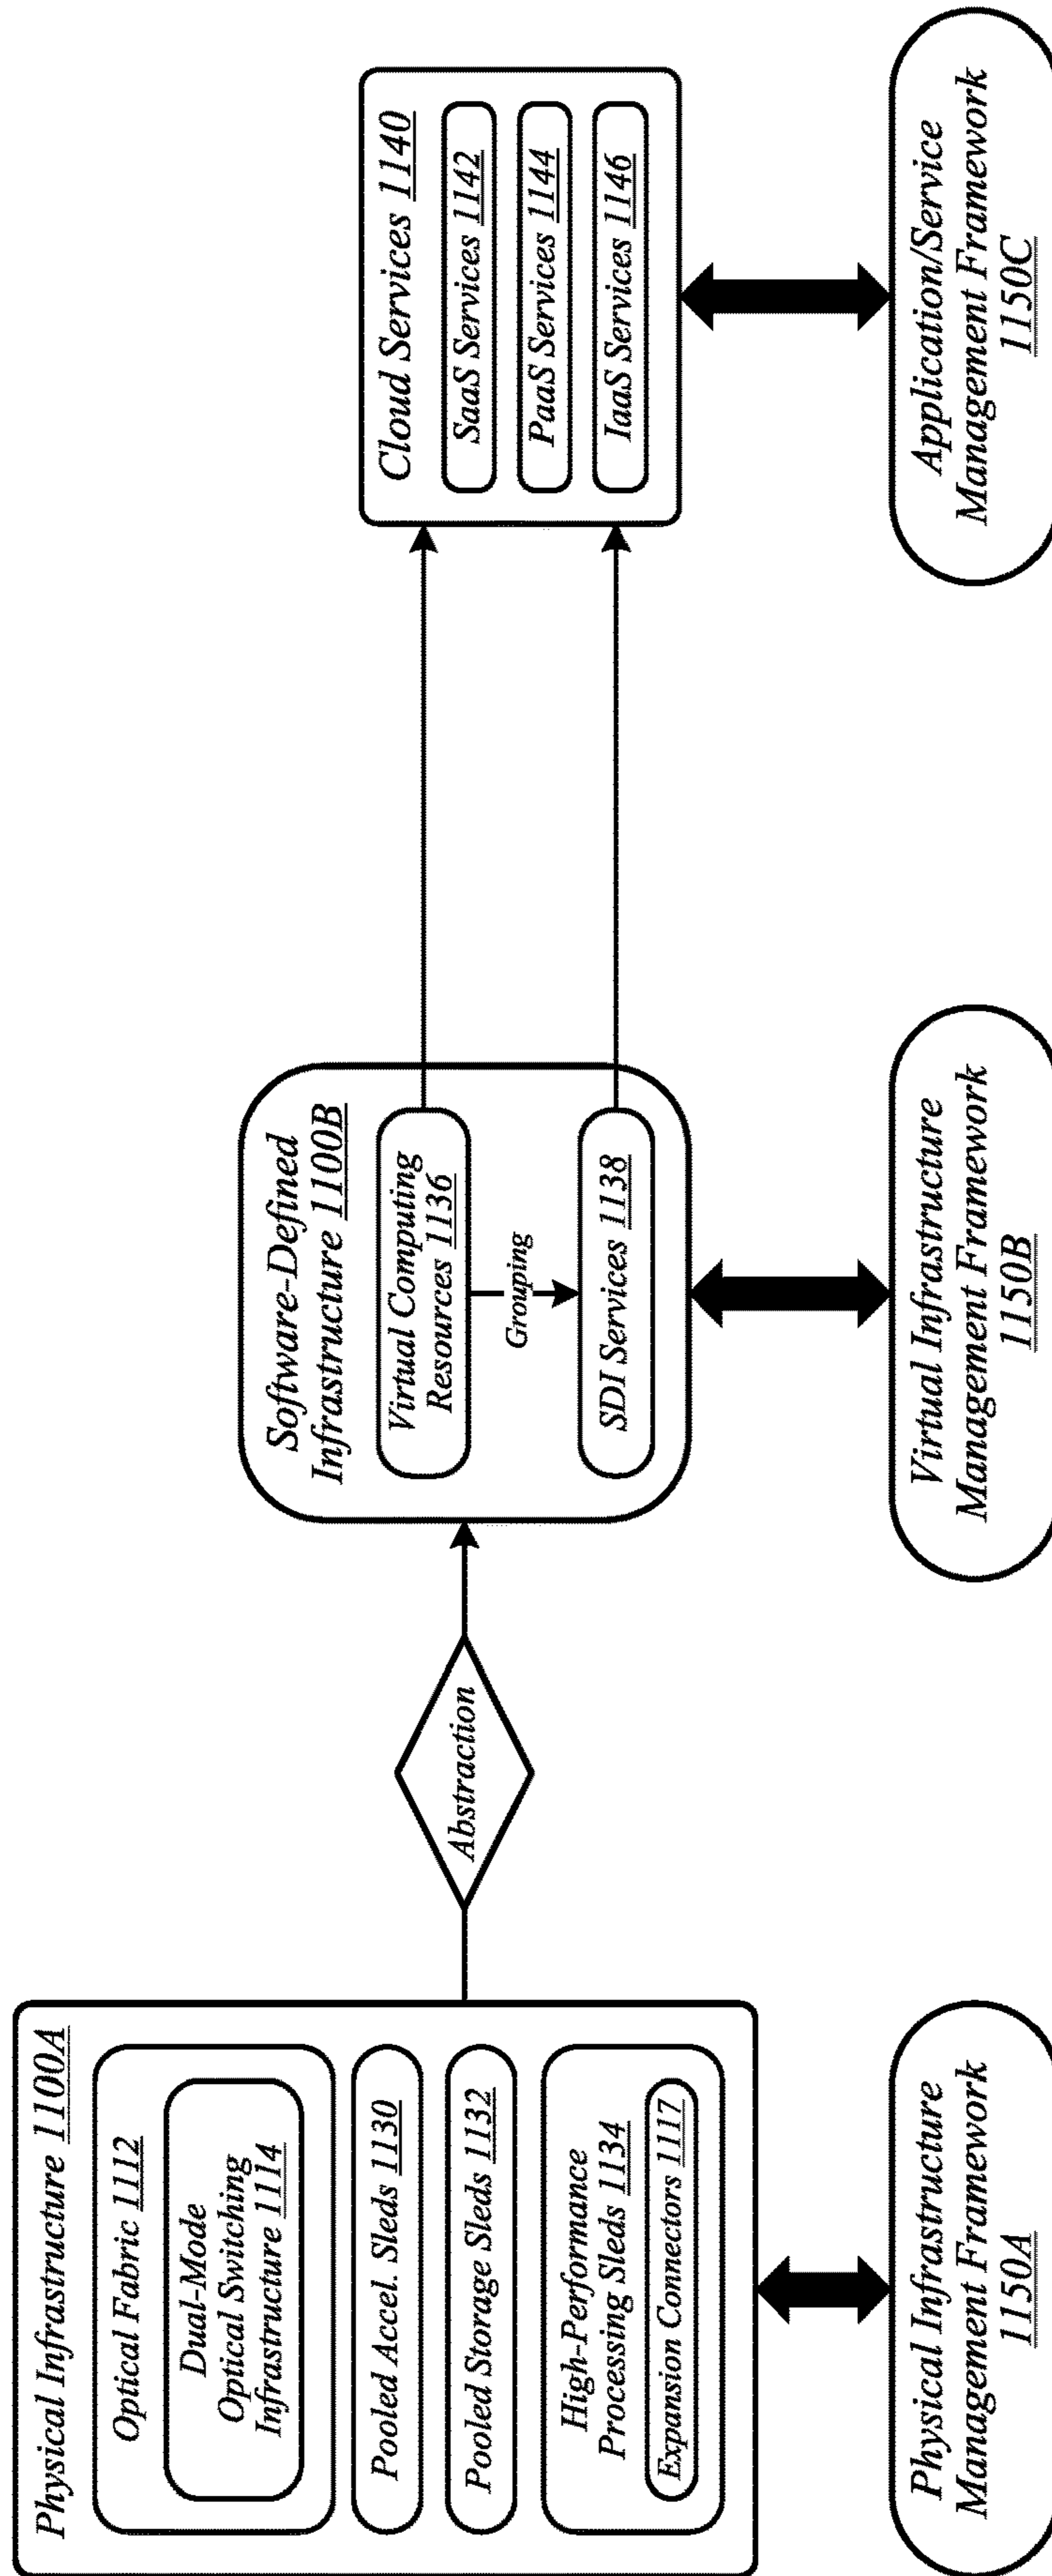 Physical Infrastructure 1100A
Optical Fabric 1112
Dual-Mode
Optical Switching
Infrastructure 1114
Pooled Accel. Sleds 1130
Pooled Storage Sleds 1132
High-Performance
Processing Sleds 1134
Expansion Connectors 1117
Physical Infrastructure
Management Framework
1150A
Abstraction
Software-Defined
Infrastructure 1100B
Virtual Computing
Resources 1136
Grouping
SDI Services 1138
Virtual Infrastructure
Management Framework
1150B
Cloud Services 1140
SaaS Services 1142
PaaS Services 1144
IaaS Services 1146
Application/Service
Management Framework
1150C